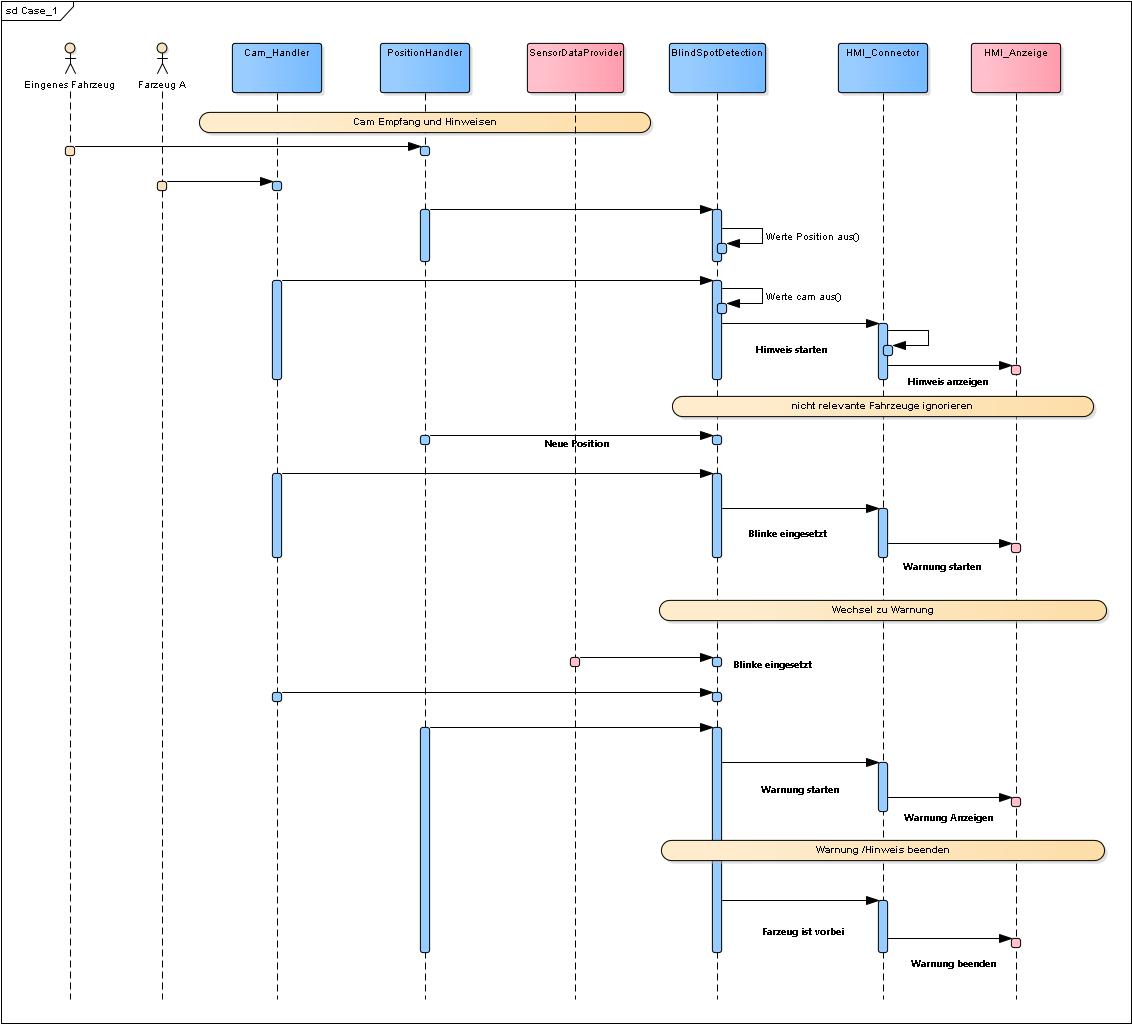 sd Case_1
Cam_Handler
PositionHandler
SensorDataProvider
BlindSpotDetection
HMI_Connector
HMI_Anzeige
Eingenes Fahrzeug
Farzeug A
Cam Empfang und Hinweisen
Werte Position aus()
Werte cam aus()
Hinweis starten
Hinweis anzeigen
nicht relevante Fahrzeuge ignorieren
Neue Position
Blinke eingesetzt
Warnung starten
Wechsel zu Warnung
Blinke eingesetzt
Warnung starten
Warnung Anzeigen
Warnung /Hinweis beenden
Farzeug ist vorbei
Warnung beenden